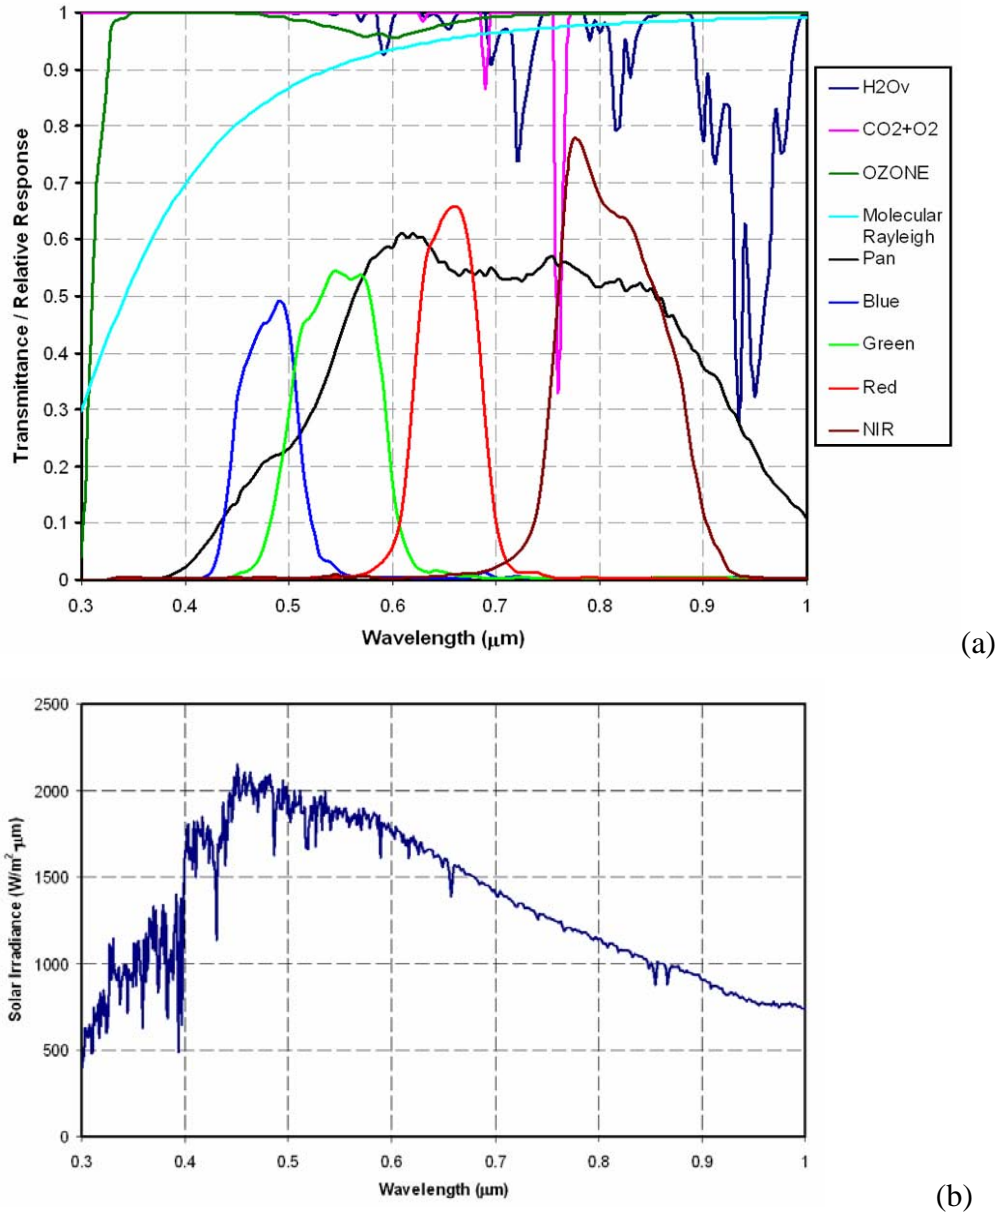 1
0.9
0.8
0.7
0.6
0.5
0.4
0.3
0.2
0.1
0
Transmittance / Relative Response
0.3 0.4 0.5 0.6 0.7 0.8 0.9 1
Wavelength (μm)
H2Ov
CO2+O2
OZONE
Molecular
Rayleigh
Pan
Blue
Green
Red
NIR
(a)
2500
2000
1500
1000
500
0
Solar Irradiance (W/m²-μm)
0.3 0.4 0.5 0.6 0.7 0.8 0.9 1
Wavelength (μm)
(b)